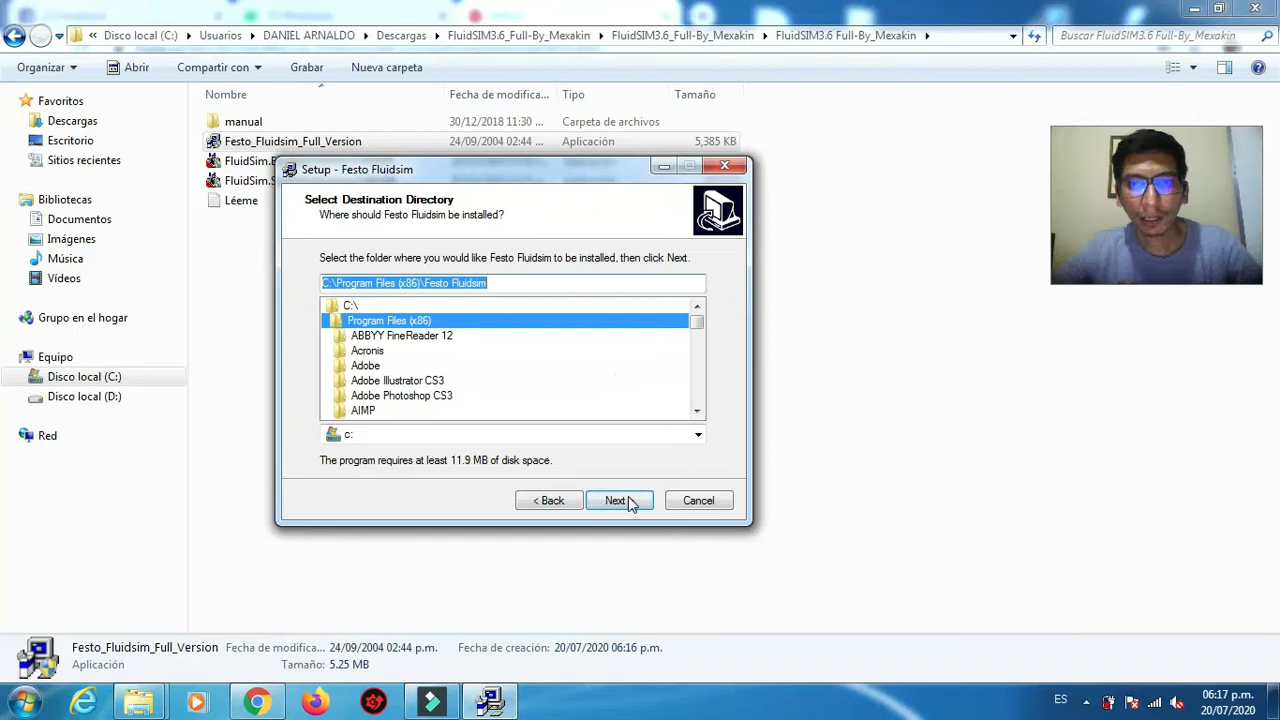 « Disco local (C:) ▸ Usuarios ▸ DANIEL ARNALDO ▸ Descargas ▸ FluidSIM3.6_Full-By_Mexakin ▸ FluidSIM3.6_Full-By_Mexakin ▸ FluidSIM3.6 Full-By_Mexakin ▸
Buscar FluidSIM3.6 Full-By_Mexakin
Organizar Abrir Compartir con Grabar Nueva carpeta
Nombre Fecha de modifica... Tipo Tamaño
Favoritos
Descargas
Escritorio
Sitios recientes
Bibliotecas
Documentos
Imágenes
Música
Vídeos
Grupo en el hogar
Equipo
Disco local (C:)
Disco local (D:)
Red
manual 30/12/2018 11:30 ... Carpeta de archivos
Festo_Fluidsim_Full_Version 24/09/2004 02:44 ... Aplicación 5,385 KB
FluidSim.
FluidSim.S
Léeme
Setup - Festo Fluidsim
Select Destination Directory
Where should Festo Fluidsim be installed?
Select the folder where you would like Festo Fluidsim to be installed, then click Next.
C:\Program Files (x86)\Festo Fluidsim
C:\
Program Files (x86)
ABBYY FineReader 12
Acronis
Adobe
Adobe Illustrator CS3
Adobe Photoshop CS3
AIMP
c:
The program requires at least 11.9 MB of disk space.
< Back Next Cancel
Festo_Fluidsim_Full_Version Fecha de modifica... 24/09/2004 02:44 p.m. Fecha de creación: 20/07/2020 06:16 p.m.
Aplicación Tamaño: 5.25 MB
ES
06:17 p.m.
20/07/2020